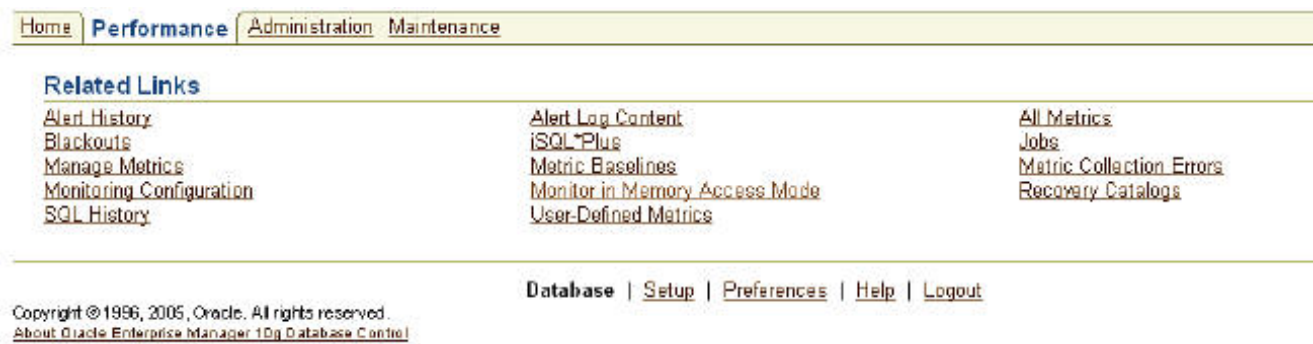 Home Performance Administration Maintenance
Related Links
Alert History Alert Log Content All Metrics
Blackouts iSQL*Plus Jobs
Manage Metrics Metric Baselines Metric Collection Errors
Monitoring Configuration Monitor in Memory Access Mode Recovery Catalogs
SQL History User-Defined Metrics
Database | Setup | Preferences | Help | Logout
Copyright © 1996, 2005, Oracle. All rights reserved.
About Oracle Enterprise Manager 10g Database Control